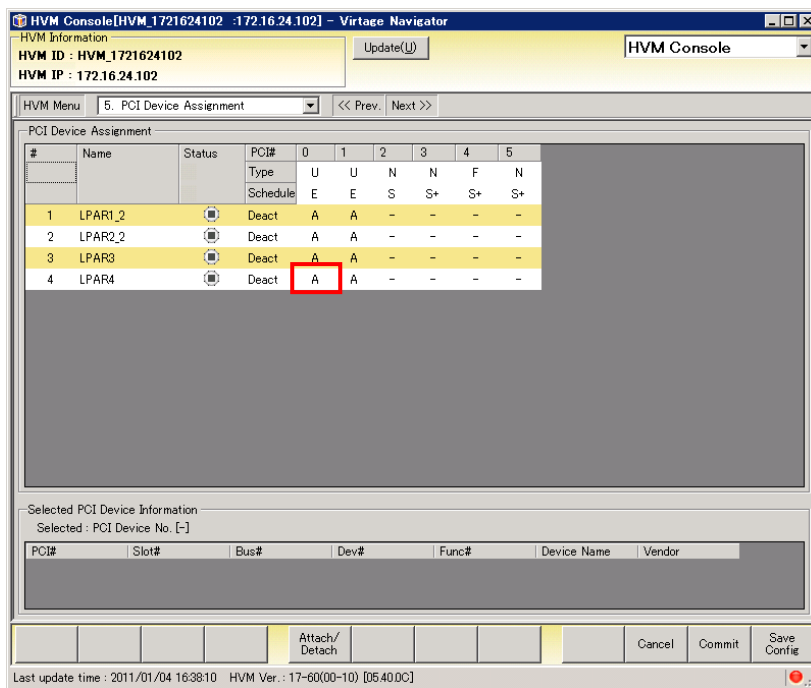 HVM Console[HVM_1721624102 :172.16.24.102] - Virtage Navigator
HVM Information
HVM ID : HVM_1721624102
HVM IP : 172.16.24.102
Update(U)
HVM Console
HVM Menu 5. PCI Device Assignment << Prev. Next >>
PCI Device Assignment
# Name Status PCI# 0 1 2 3 4 5
Type U U N N F N
Schedule E E S S+ S+ S+
1 LPAR1_2 Deact A A - - - -
2 LPAR2_2 Deact A A - - - -
3 LPAR3 Deact A A - - - -
4 LPAR4 Deact A A - - - -
Selected PCI Device Information
Selected : PCI Device No. [-]
PCI# Slot# Bus# Dev# Func# Device Name Vendor
Attach/
Detach
Cancel
Commit
Save
Config
Last update time : 2011/01/04 16:38:10 HVM Ver. : 17-60(00-10) [05.40.0C]